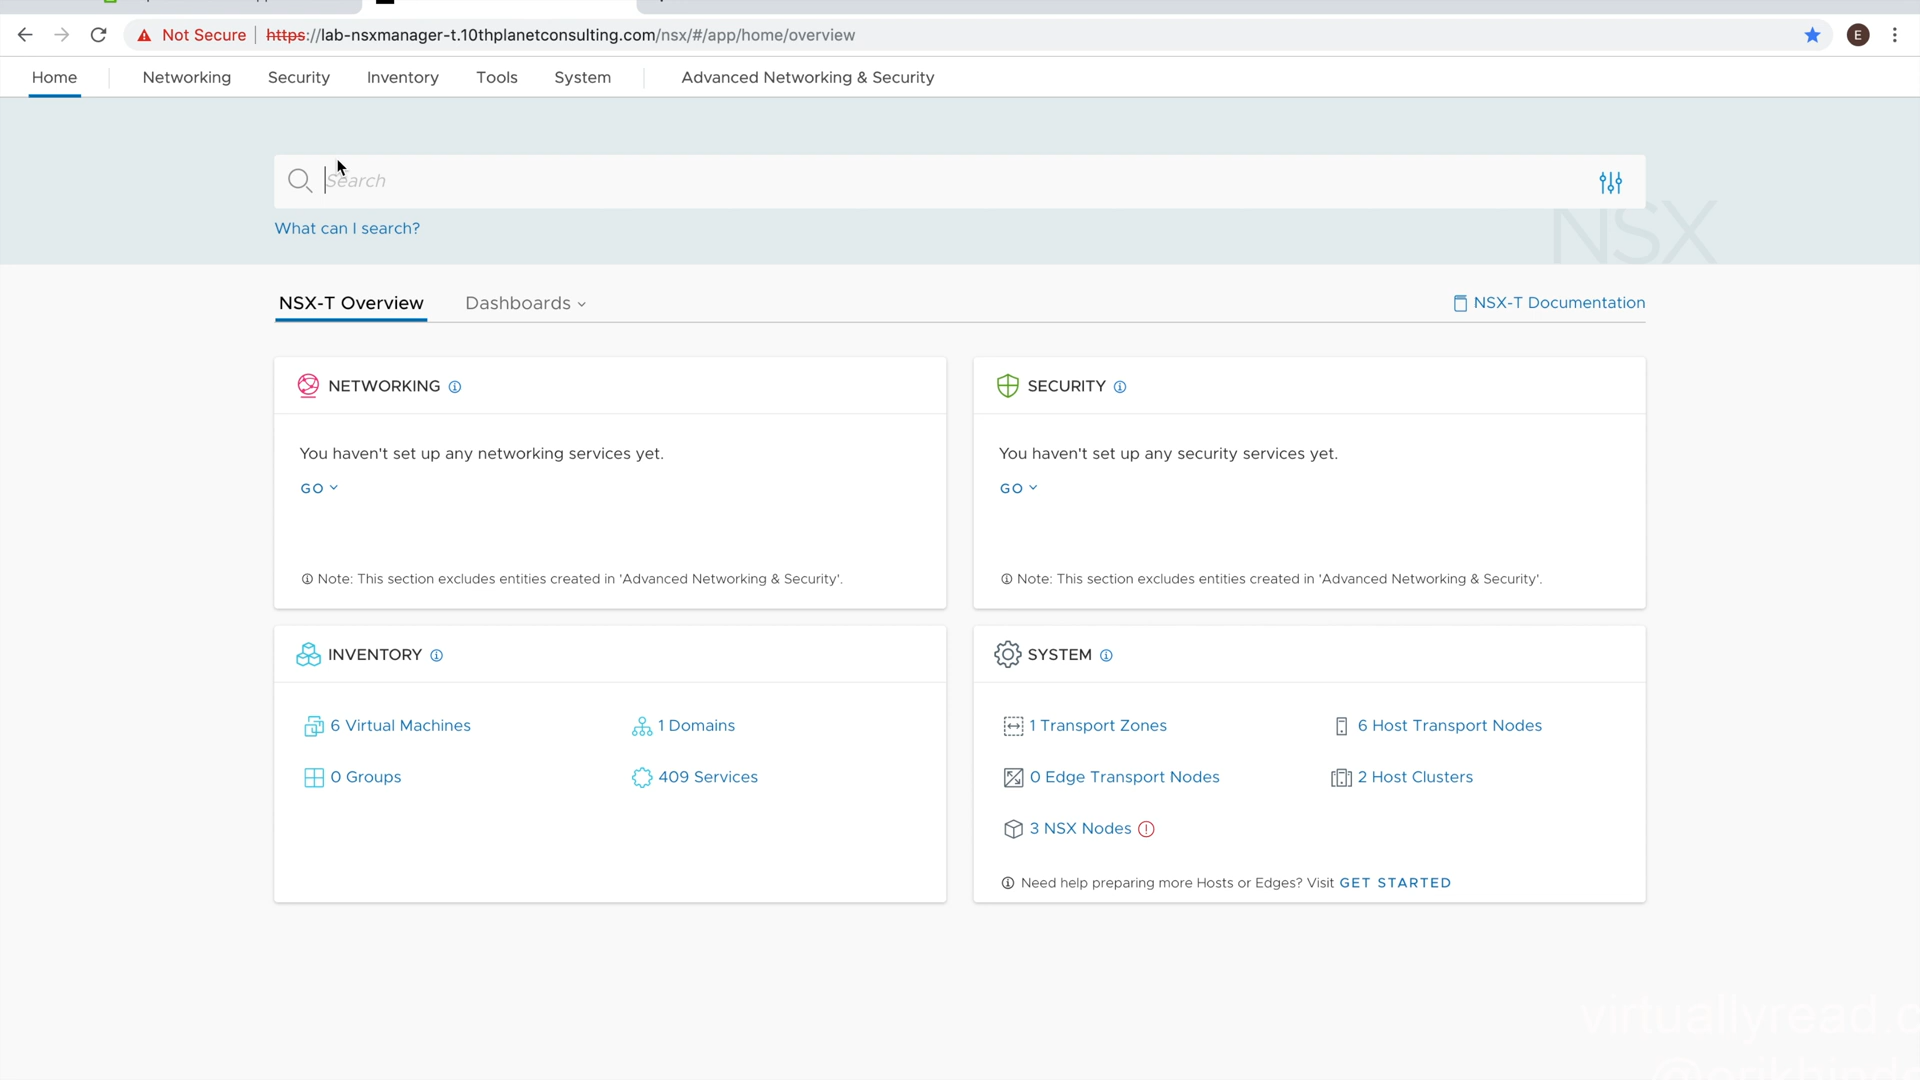 Not Secure https://lab-nsxmanager-t.10thplanetconsulting.com/nsx/#/app/home/overview E
Home Networking Security Inventory Tools System Advanced Networking & Security
Search
What can I search?
NSX
NSX-T Overview Dashboards NSX-T Documentation
NETWORKING
You haven't set up any networking services yet.
GO
Note: This section excludes entities created in 'Advanced Networking & Security'.
SECURITY
You haven't set up any security services yet.
GO
Note: This section excludes entities created in 'Advanced Networking & Security'.
INVENTORY
6 Virtual Machines 1 Domains
0 Groups 409 Services
SYSTEM
1 Transport Zones 6 Host Transport Nodes
0 Edge Transport Nodes 2 Host Clusters
3 NSX Nodes
Need help preparing more Hosts or Edges? Visit GET STARTED
virtuallyread.c